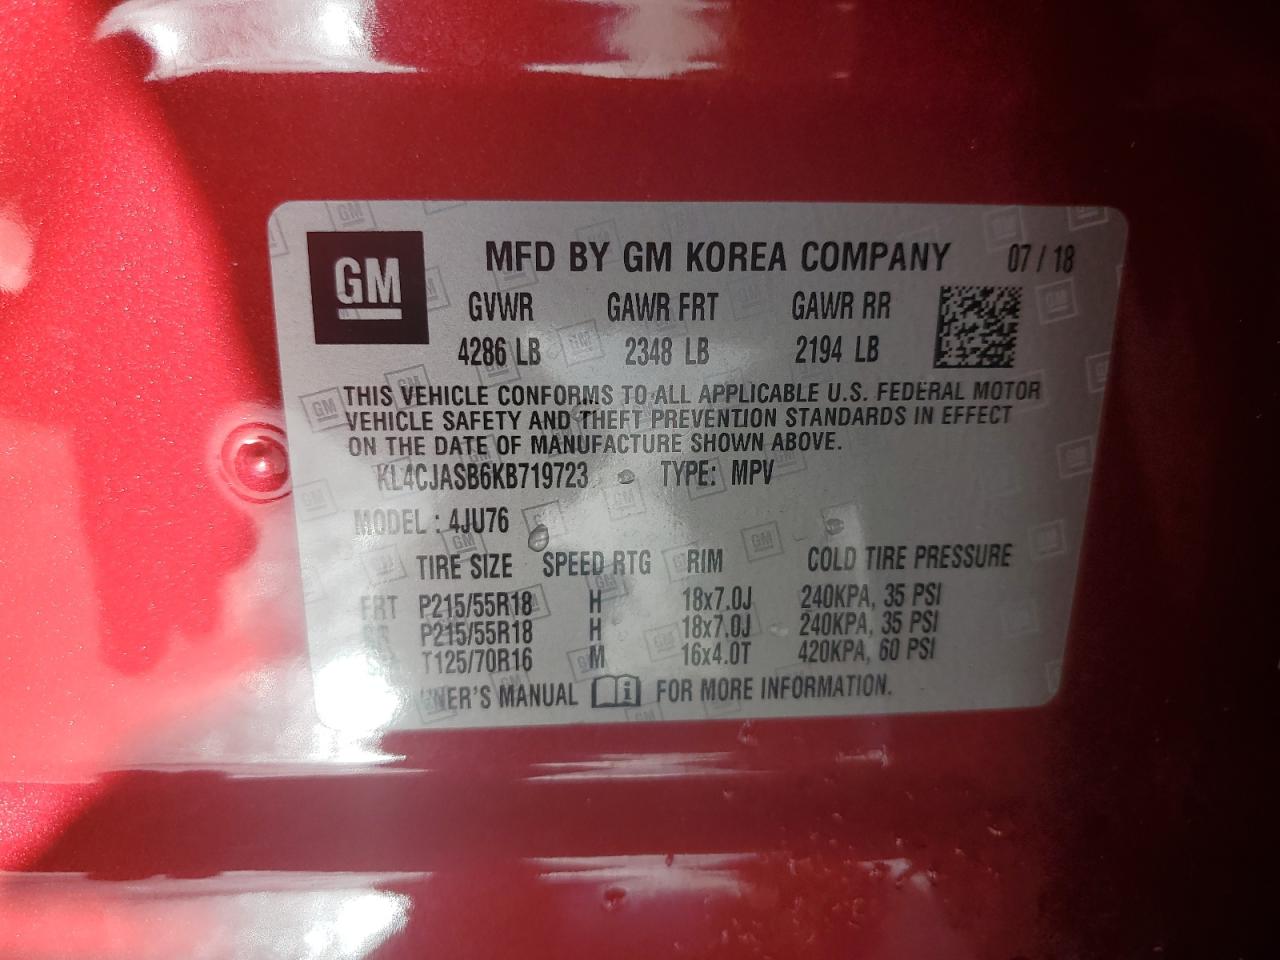 GM
MFD BY GM KOREA COMPANY 07/18
GVWR GAWR FRT GAWR RR
4286 LB 2348 LB 2194 LB
THIS VEHICLE CONFORMS TO ALL APPLICABLE U.S. FEDERAL MOTOR
VEHICLE SAFETY AND THEFT PREVENTION STANDARDS IN EFFECT
ON THE DATE OF MANUFACTURE SHOWN ABOVE.
KL4CJASB6KB719723 TYPE: MPV
MODEL : 4JU76
TIRE SIZE SPEED RTG RIM COLD TIRE PRESSURE
FRT P215/55R18 H 18x7.0J 240KPA, 35 PSI
P215/55R18 H 18x7.0J 240KPA, 35 PSI
T125/70R16 M 16x4.0T 420KPA, 60 PSI
MANUAL FOR MORE INFORMATION.